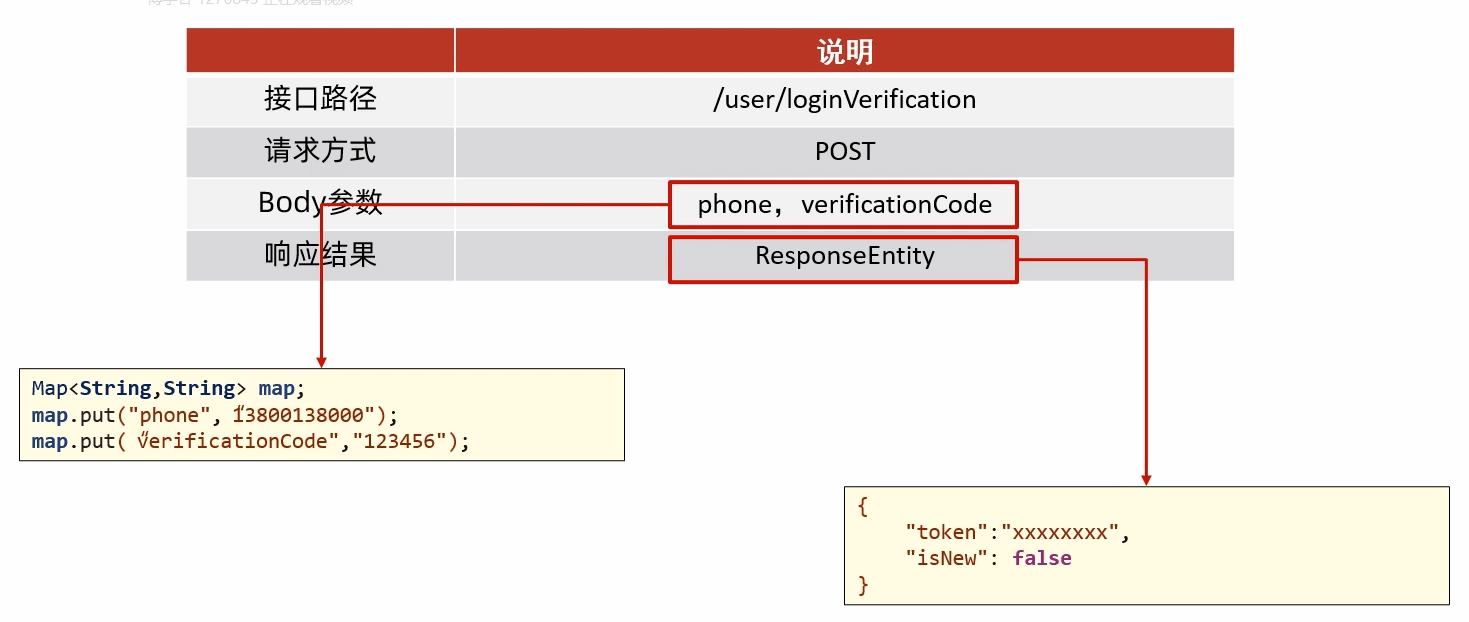 说明
接口路径 /user/loginVerification
请求方式 POST
Body参数 phone，verificationCode
响应结果 ResponseEntity
Map<String,String> map;
map.put("phone", "13800138000");
map.put( "verificationCode","123456");
{
"token":"xxxxxxxx",
"isNew": false
}